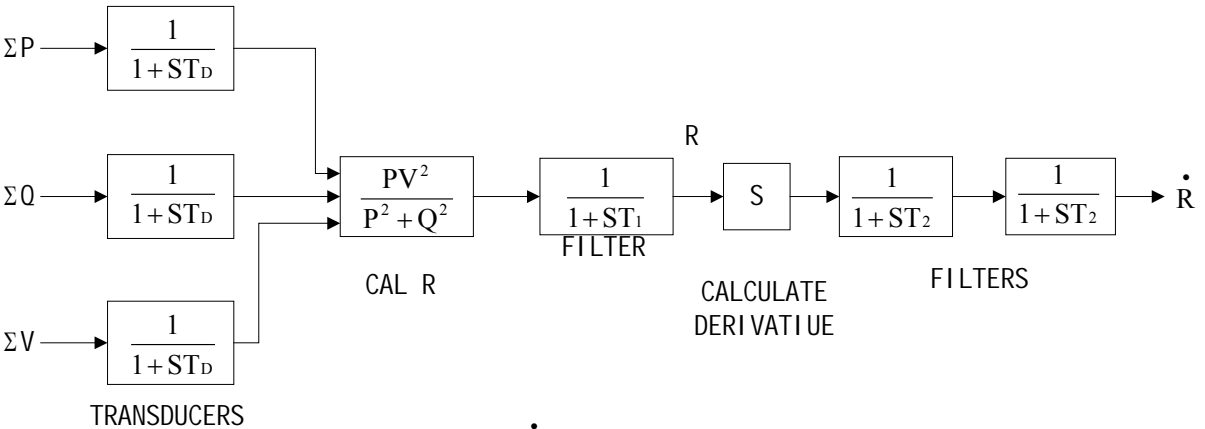 ΣP
1
1+STD
ΣQ
1
1+STD
ΣV
1
1+STD
TRANSDUCERS
PV²
P²+Q²
CAL R
1
1+ST1
FILTER
R
S
CALCULATE
DERIVATIUE
1
1+ST2
1
1+ST2
FILTERS
Ṙ